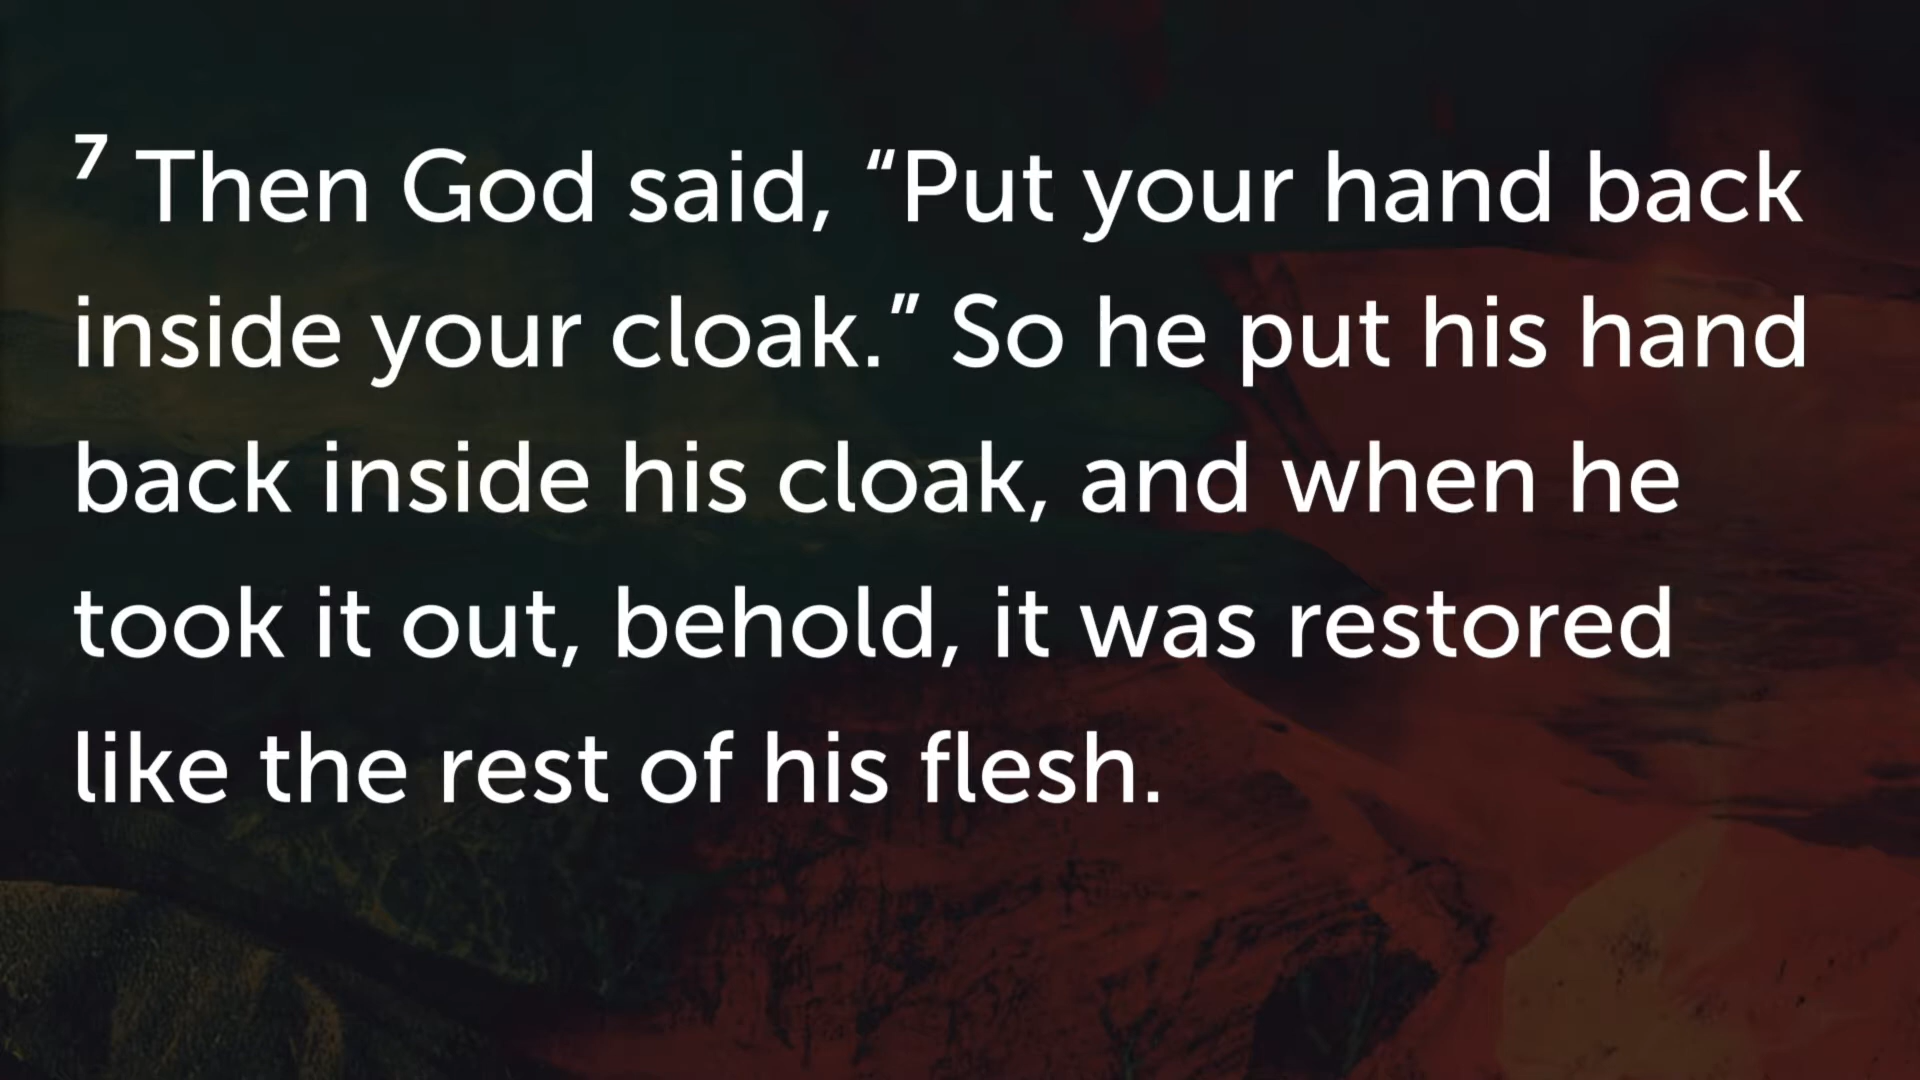 7 Then God said, “Put your hand back
inside your cloak.” So he put his hand
back inside his cloak, and when he
took it out, behold, it was restored
like the rest of his flesh.